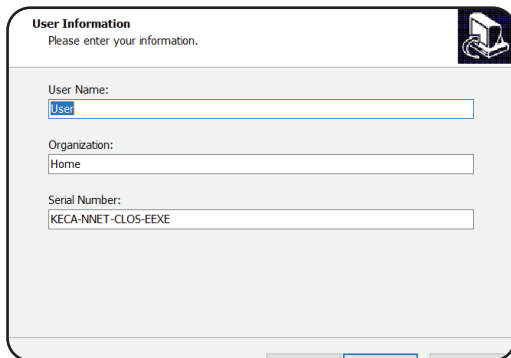 User Information
Please enter your information.
User Name:
User
Organization:
Home
Serial Number:
KECA-NNET-CLOS-EEXE